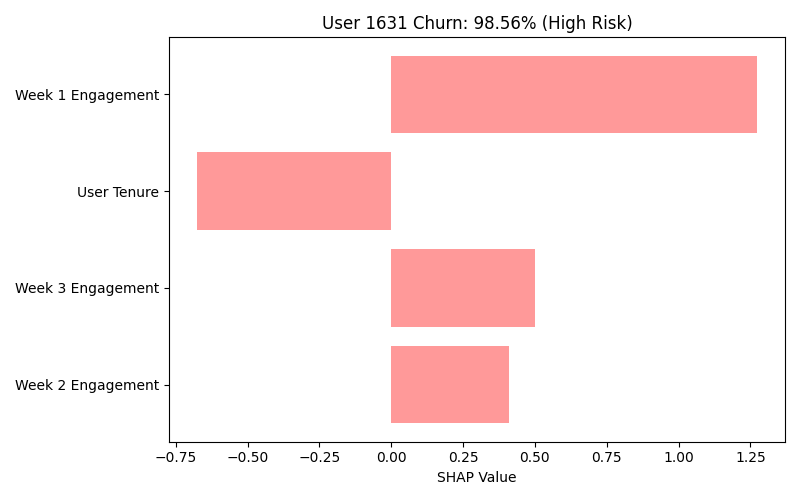 User 1631 Churn: 98.56% (High Risk)
Week 1 Engagement
User Tenure
Week 3 Engagement
Week 2 Engagement
−0.75 −0.50 −0.25 0.00 0.25 0.50 0.75 1.00 1.25
SHAP Value